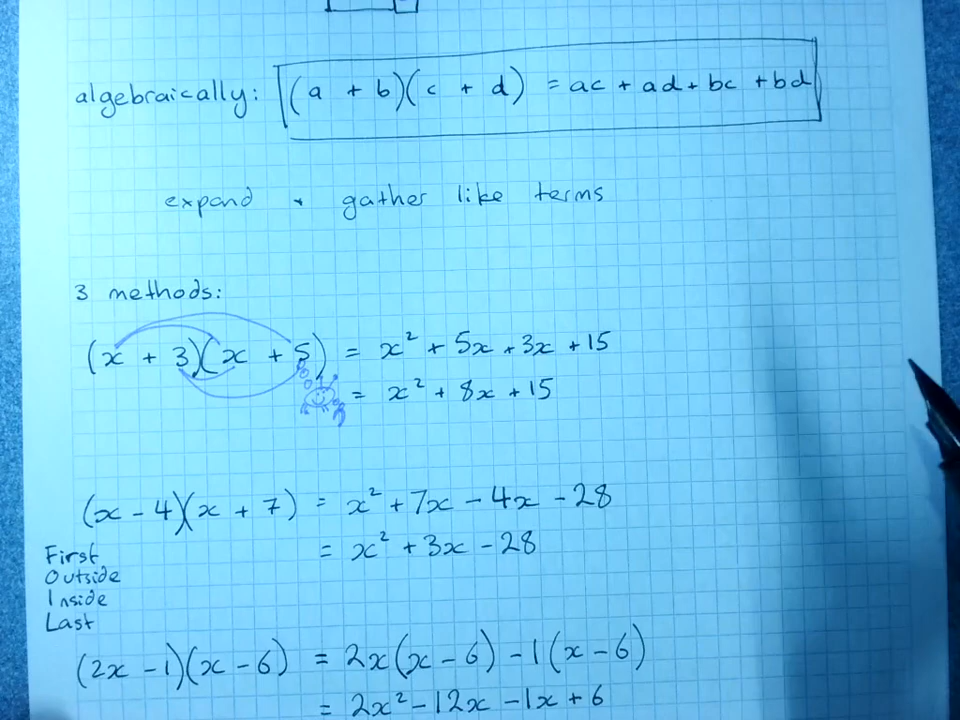 algebraically: (a + b)(c + d) = ac + ad + bc + bd
expand + gather like terms
3 methods:
(x + 3)(x + 5) = x² + 5x + 3x + 15
= x² + 8x + 15
(x - 4)(x + 7) = x² + 7x - 4x - 28
= x² + 3x - 28
First
Outside
Inside
Last
(2x - 1)(x - 6) = 2x(x - 6) - 1(x - 6)
= 2x² - 12x - 1x + 6